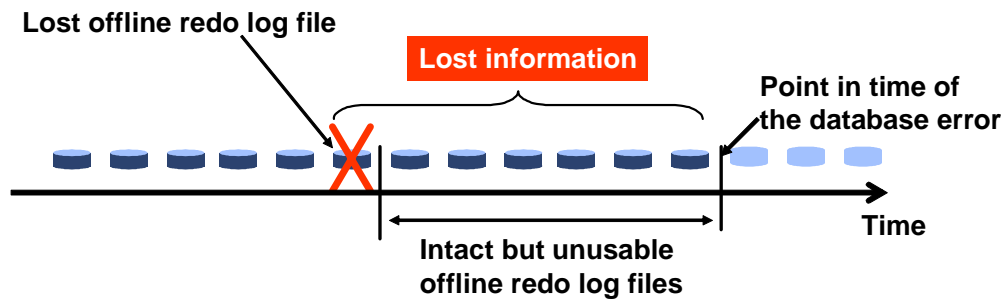 Lost offline redo log file
Lost information
Point in time of
the database error
Time
Intact but unusable
offline redo log files